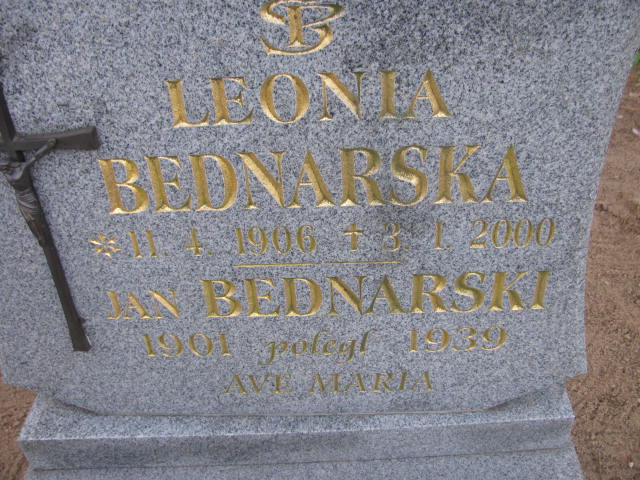 LEONIA
BEDNARSKA
* 11. 4. 1906 ✝ 3. 1. 2000
JAN BEDNARSKI
1901 poległ 1939
AVE MARIA